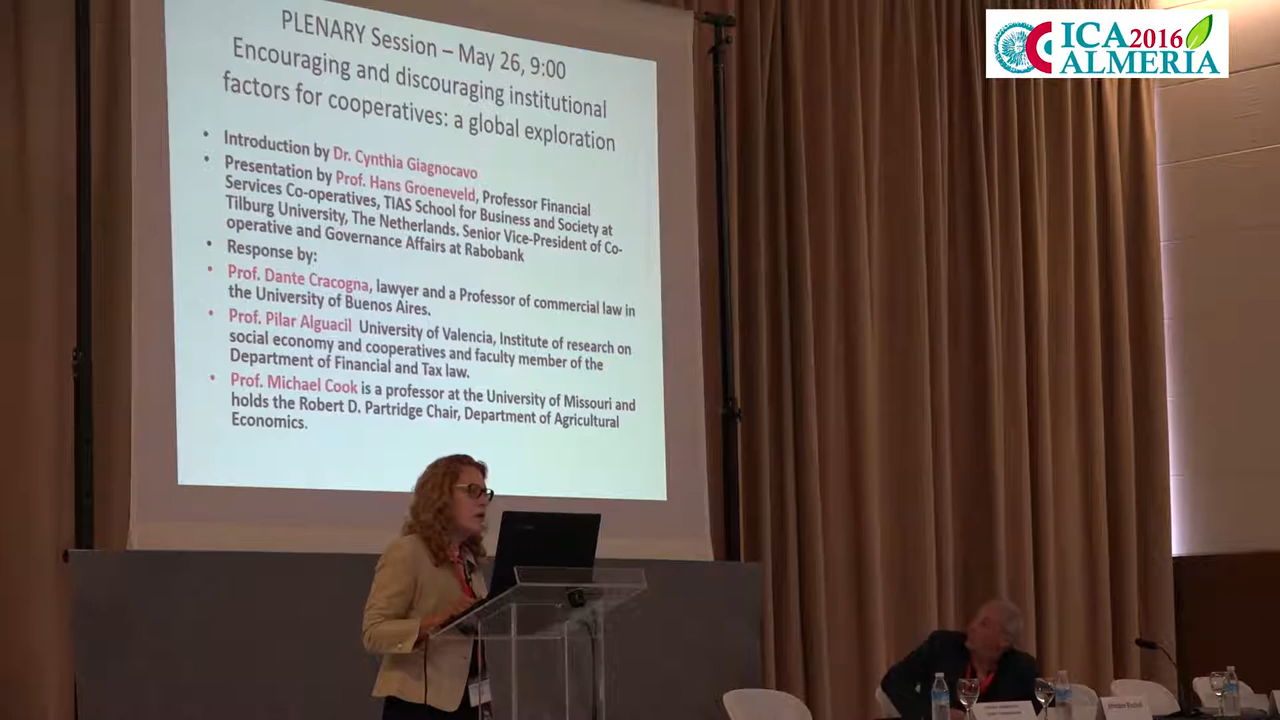 ICA 2016
ALMERIA
PLENARY Session – May 26, 9:00
Encouraging and discouraging institutional
factors for cooperatives: a global exploration
• Introduction by Dr. Cynthia Giagnocavo
• Presentation by Prof. Hans Groeneveld, Professor Financial
Services Co-operatives, TIAS School for Business and Society at
Tilburg University, The Netherlands. Senior Vice-President of Co-
operative and Governance Affairs at Rabobank
• Response by:
• Prof. Dante Cracogna, lawyer and a Professor of commercial law in
the University of Buenos Aires.
• Prof. Pilar Alguacil University of Valencia, Institute of research on
social economy and cooperatives and faculty member of the
Department of Financial and Tax law.
• Prof. Michael Cook is a professor at the University of Missouri and
holds the Robert D. Partridge Chair, Department of Agricultural
Economics.